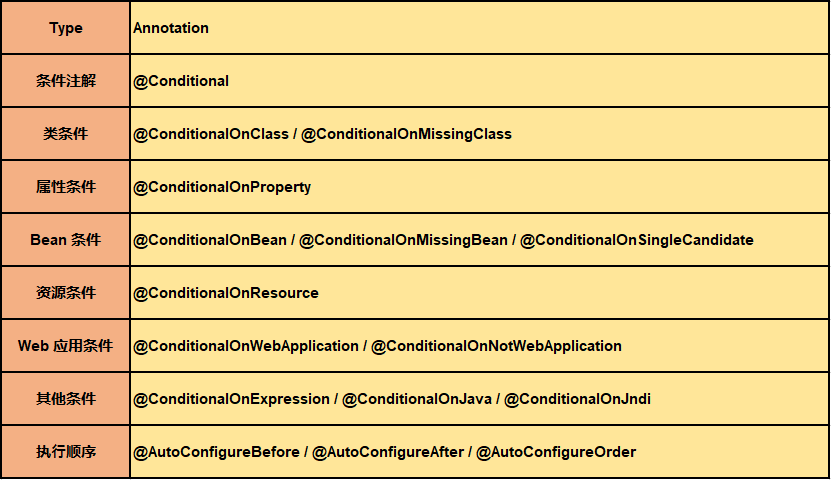 Type Annotation
条件注解 @Conditional
类条件 @ConditionalOnClass / @ConditionalOnMissingClass
属性条件 @ConditionalOnProperty
Bean 条件 @ConditionalOnBean / @ConditionalOnMissingBean / @ConditionalOnSingleCandidate
资源条件 @ConditionalOnResource
Web 应用条件 @ConditionalOnWebApplication / @ConditionalOnNotWebApplication
其他条件 @ConditionalOnExpression / @ConditionalOnJava / @ConditionalOnJndi
执行顺序 @AutoConfigureBefore / @AutoConfigureAfter / @AutoConfigureOrder